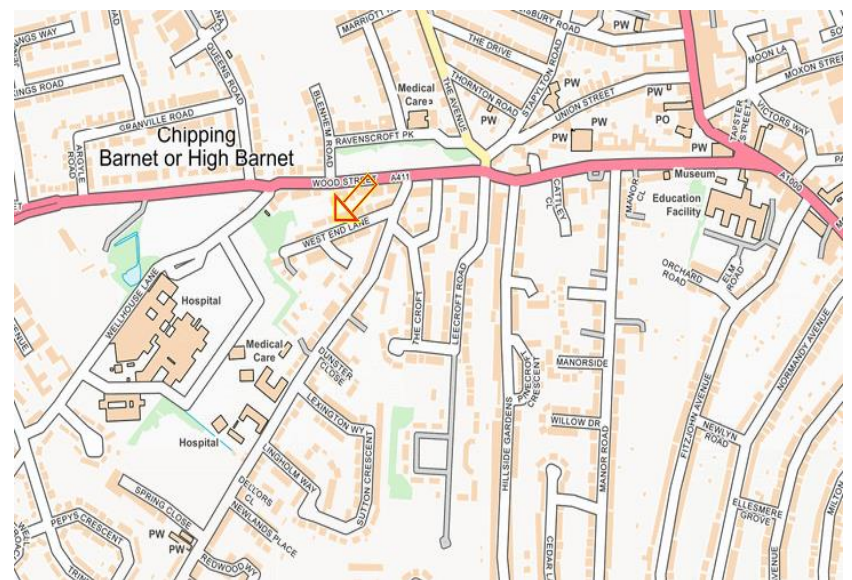 MARRIOTT
THE DRIVE
THORNTON ROAD
STAPYLTON ROAD
PW
PW
MOON LA
MOXON STREET
QUEENS ROAD
Medical
Care
THE AVENUE
PW
UNION STREET
PW
PW
PW
PO
PW
TAPSTER
STREET
VICTORS WAY
GRANVILLE ROAD
BLENHEIM ROAD
RAVENSCROFT PK
ARGYLE
ROAD
Chipping
Barnet or High Barnet
WOOD STREET
A411
Museum
A1000
Education
Facility
CATTLEY
CL
MANOR
CL
WEST END LANE
ORCHARD
ROAD
ELM
ROAD
WELLHOUSE LANE
Hospital
THE CROFT
LEECROFT ROAD
NORMANDY AVENUE
Medical
Care
DUNSTER
CLOSE
PINECROFT
CRESCENT
MANORSIDE
HILLSIDE GARDENS
WILLOW DR
MANOR ROAD
FITZJOHN AVENUE
NEWLYN
ROAD
LEXINGTON WY
Hospital
LINGHOLM WAY
SUTTON CRESCENT
DELLORS
CL
NEWLANDS PLACE
SPRING CLOSE
PEPYS CRESCENT
PW
PW
REDWOOD WY
CEDAR L
ELLESMERE
GROVE
MILTON